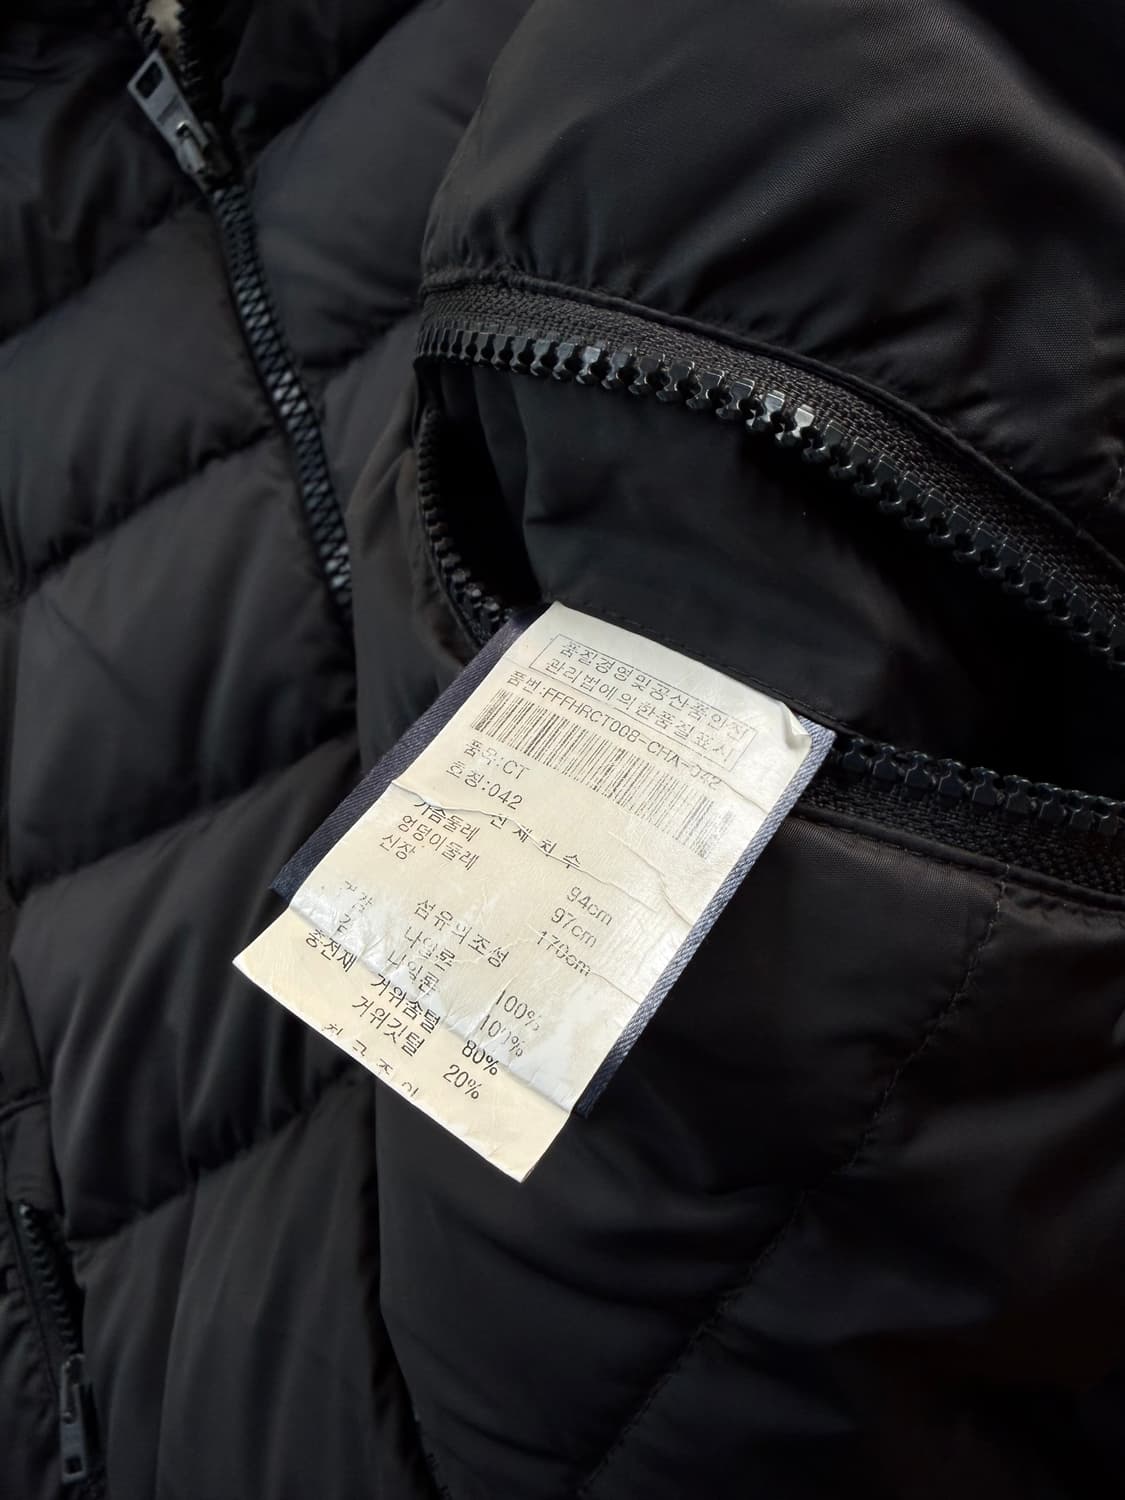 품질경영및공산품안전
관리법에의한품질표시
품번:FFFHRCT008-CHA-042
품유:CT
호칭:042
신체치수
가슴둘레 94cm
엉덩이둘레 97cm
신장 170cm
섬유의조성
겉감 나일론 100%
나일론 100%
충전재 거위솜털 80%
거위깃털 20%